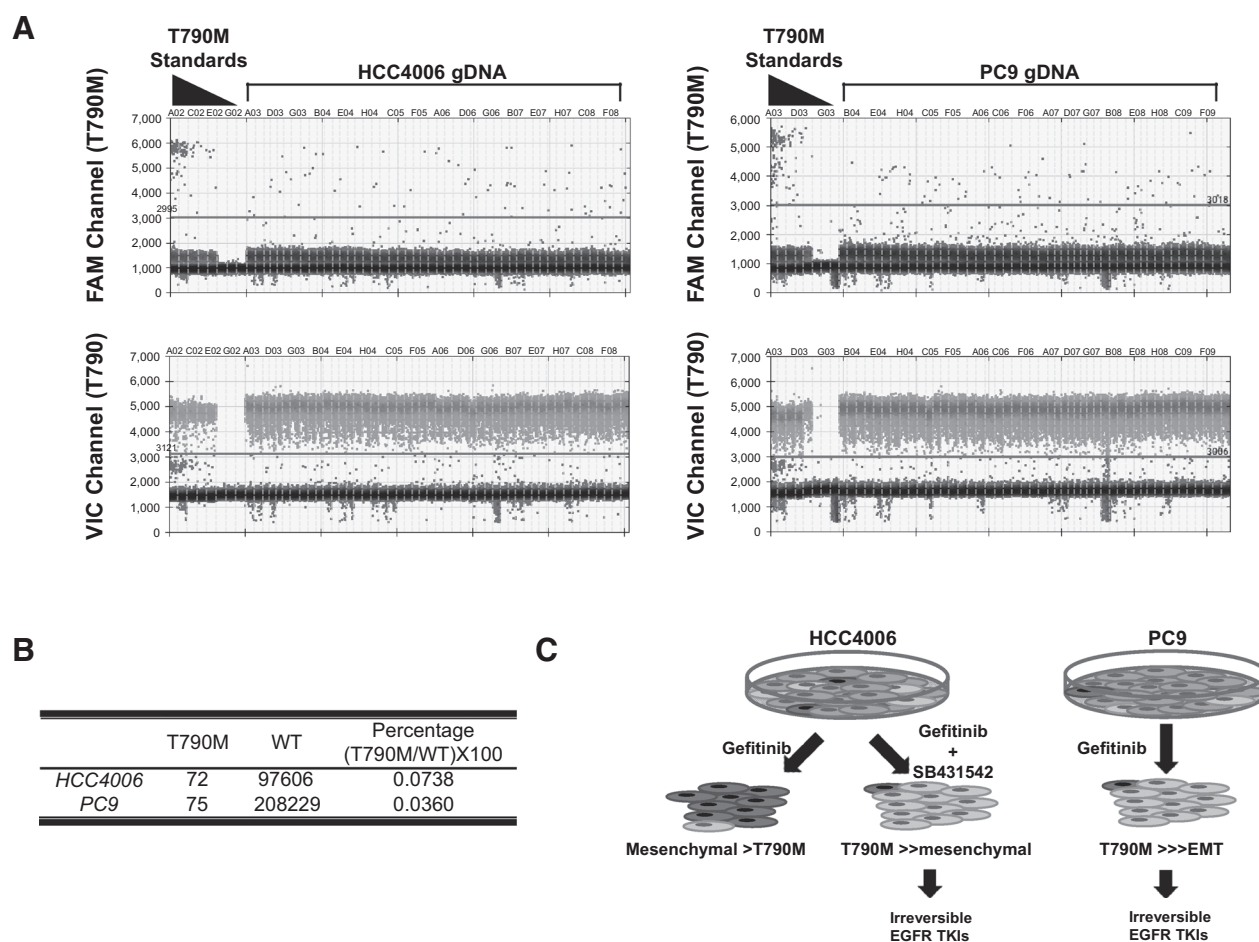 A
T790M
Standards
HCC4006 gDNA
FAM Channel (T790M)
A02 C02 E02 G02 A03 D03 G03 B04 E04 H04 C05 F05 A06 D06 G06 B07 E07 H07 C08 F08
7,000
6,000
5,000
4,000
2995
3,000
2,000
1,000
0
T790M
Standards
PC9 gDNA
FAM Channel (T790M)
A03 D03 G03 B04 E04 H04 C05 F05 A06 C06 F06 A07 D07 G07 B08 E08 H08 C09 F09
6,000
5,000
4,000
3,000
3018
2,000
1,000
0
VIC Channel (T790)
A02 C02 E02 G02 A03 D03 G03 B04 E04 H04 C05 F05 A06 D06 G06 B07 E07 H07 C08 F08
7,000
6,000
5,000
4,000
3121
3,000
2,000
1,000
0
VIC Channel (T790)
A03 D03 G03 B04 E04 H04 C05 F05 A06 C06 F06 A07 D07 G07 B08 E08 H08 C09 F09
7,000
6,000
5,000
4,000
3,000
3006
2,000
1,000
0
B
T790M WT Percentage
(T790M/WT)X100
HCC4006 72 97606 0.0738
PC9 75 208229 0.0360
C
HCC4006
Gefitinib
Gefitinib
+
SB431542
Mesenchymal >T790M
T790M >>mesenchymal
Irreversible
EGFR TKIs
PC9
Gefitinib
T790M >>>EMT
Irreversible
EGFR TKIs